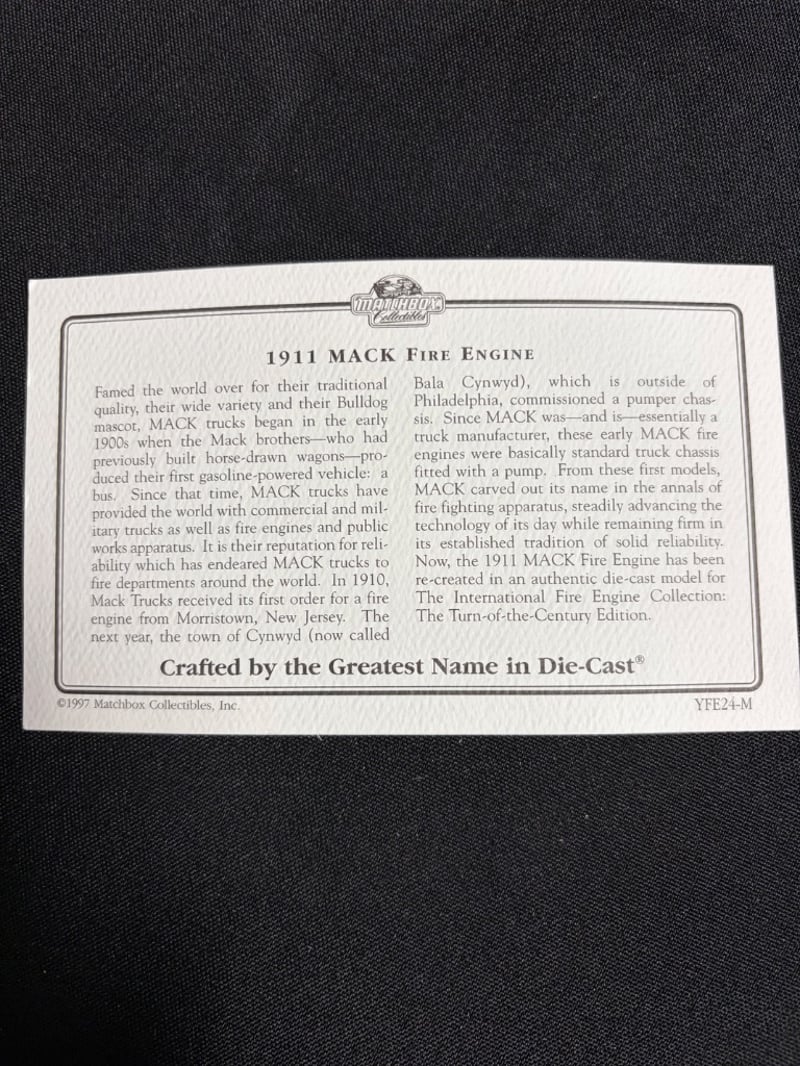 MATCHBOX
Collectibles
1911 MACK FIRE ENGINE
Famed the world over for their traditional
quality, their wide variety and their Bulldog
mascot, MACK trucks began in the early
1900s when the Mack brothers—who had
previously built horse-drawn wagons—pro-
duced their first gasoline-powered vehicle: a
bus. Since that time, MACK trucks have
provided the world with commercial and mil-
itary trucks as well as fire engines and public
works apparatus. It is their reputation for reli-
ability which has endeared MACK trucks to
fire departments around the world. In 1910,
Mack Trucks received its first order for a fire
engine from Morristown, New Jersey. The
next year, the town of Cynwyd (now called
Bala Cynwyd), which is outside of
Philadelphia, commissioned a pumper chas-
sis. Since MACK was—and is—essentially a
truck manufacturer, these early MACK fire
engines were basically standard truck chassis
fitted with a pump. From these first models,
MACK carved out its name in the annals of
fire fighting apparatus, steadily advancing the
technology of its day while remaining firm in
its established tradition of solid reliability.
Now, the 1911 MACK Fire Engine has been
re-created in an authentic die-cast model for
The International Fire Engine Collection:
The Turn-of-the-Century Edition.
Crafted by the Greatest Name in Die-Cast®
©1997 Matchbox Collectibles, Inc.
YFE24-M